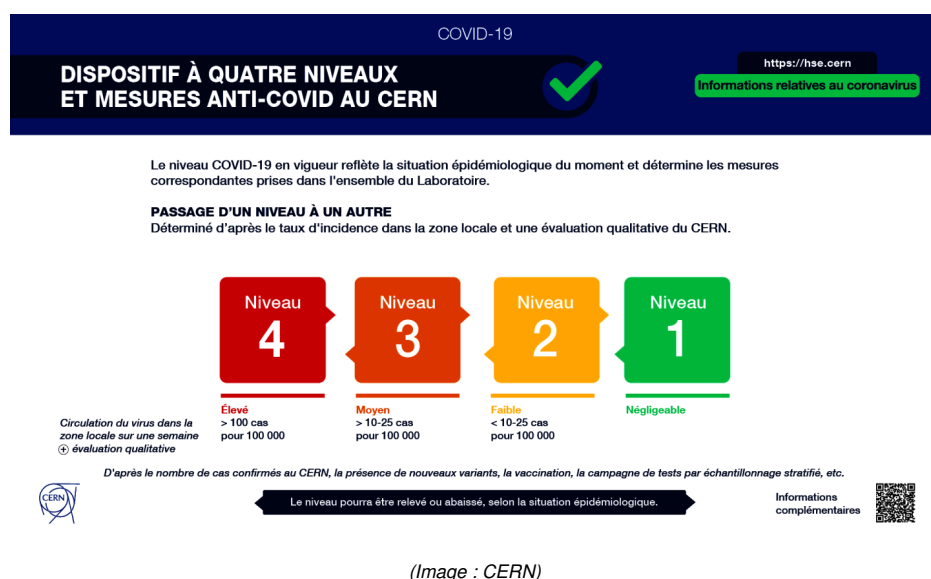 COVID-19
DISPOSITIF À QUATRE NIVEAUX
ET MESURES ANTI-COVID AU CERN
https://hse.cern
Informations relatives au coronavirus
Le niveau COVID-19 en vigueur reflète la situation épidémiologique du moment et détermine les mesures
correspondantes prises dans l'ensemble du Laboratoire.
PASSAGE D'UN NIVEAU À UN AUTRE
Déterminé d'après le taux d'incidence dans la zone locale et une évaluation qualitative du CERN.
Niveau
4
Niveau
3
Niveau
2
Niveau
1
Circulation du virus dans la
zone locale sur une semaine
+ évaluation qualitative
Élevé
> 100 cas
pour 100 000
Moyen
> 10-25 cas
pour 100 000
Faible
< 10-25 cas
pour 100 000
Négligeable
D'après le nombre de cas confirmés au CERN, la présence de nouveaux variants, la vaccination, la campagne de tests par échantillonnage stratifié, etc.
CERN
Le niveau pourra être relevé ou abaissé, selon la situation épidémiologique.
Informations
complémentaires
(Image : CERN)